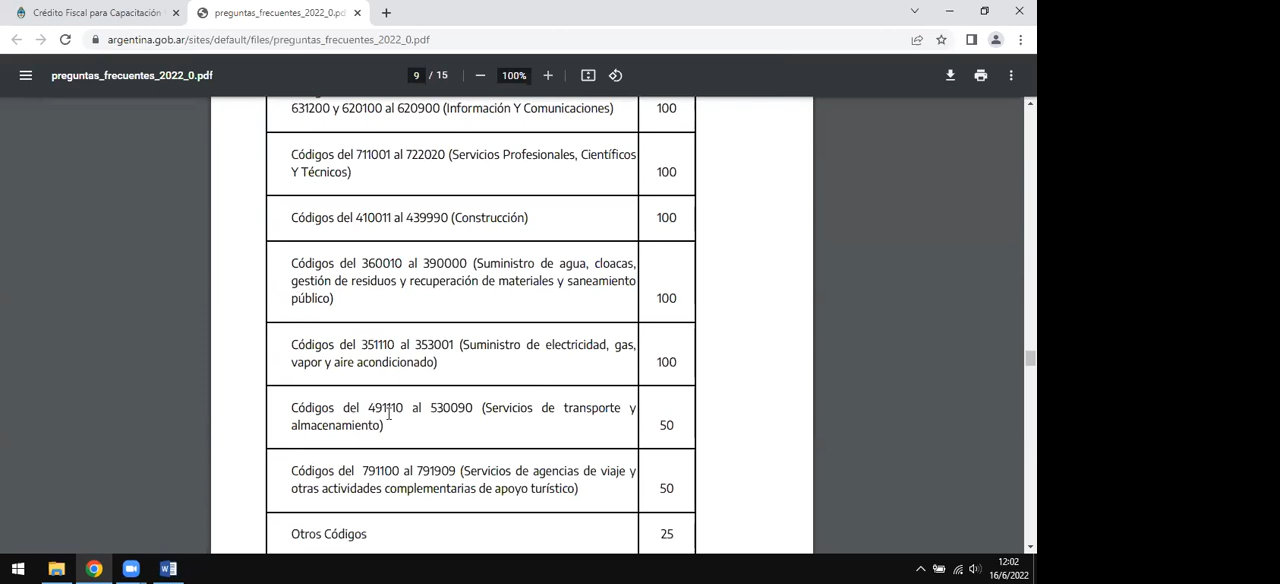 Crédito Fiscal para Capacitación
preguntas_frecuentes_2022_0.pd
argentina.gob.ar/sites/default/files/preguntas_frecuentes_2022_0.pdf
preguntas_frecuentes_2022_0.pdf
9 / 15
100%
631200 y 620100 al 620900 (Información Y Comunicaciones)
100
Códigos del 711001 al 722020 (Servicios Profesionales, Científicos
Y Técnicos)
100
Códigos del 410011 al 439990 (Construcción)
100
Códigos del 360010 al 390000 (Suministro de agua, cloacas,
gestión de residuos y recuperación de materiales y saneamiento
público)
100
Códigos del 351110 al 353001 (Suministro de electricidad, gas,
vapor y aire acondicionado)
100
Códigos del 491110 al 530090 (Servicios de transporte y
almacenamiento)
50
Códigos del 791100 al 791909 (Servicios de agencias de viaje y
otras actividades complementarias de apoyo turístico)
50
Otros Códigos
25
12:02
16/6/2022